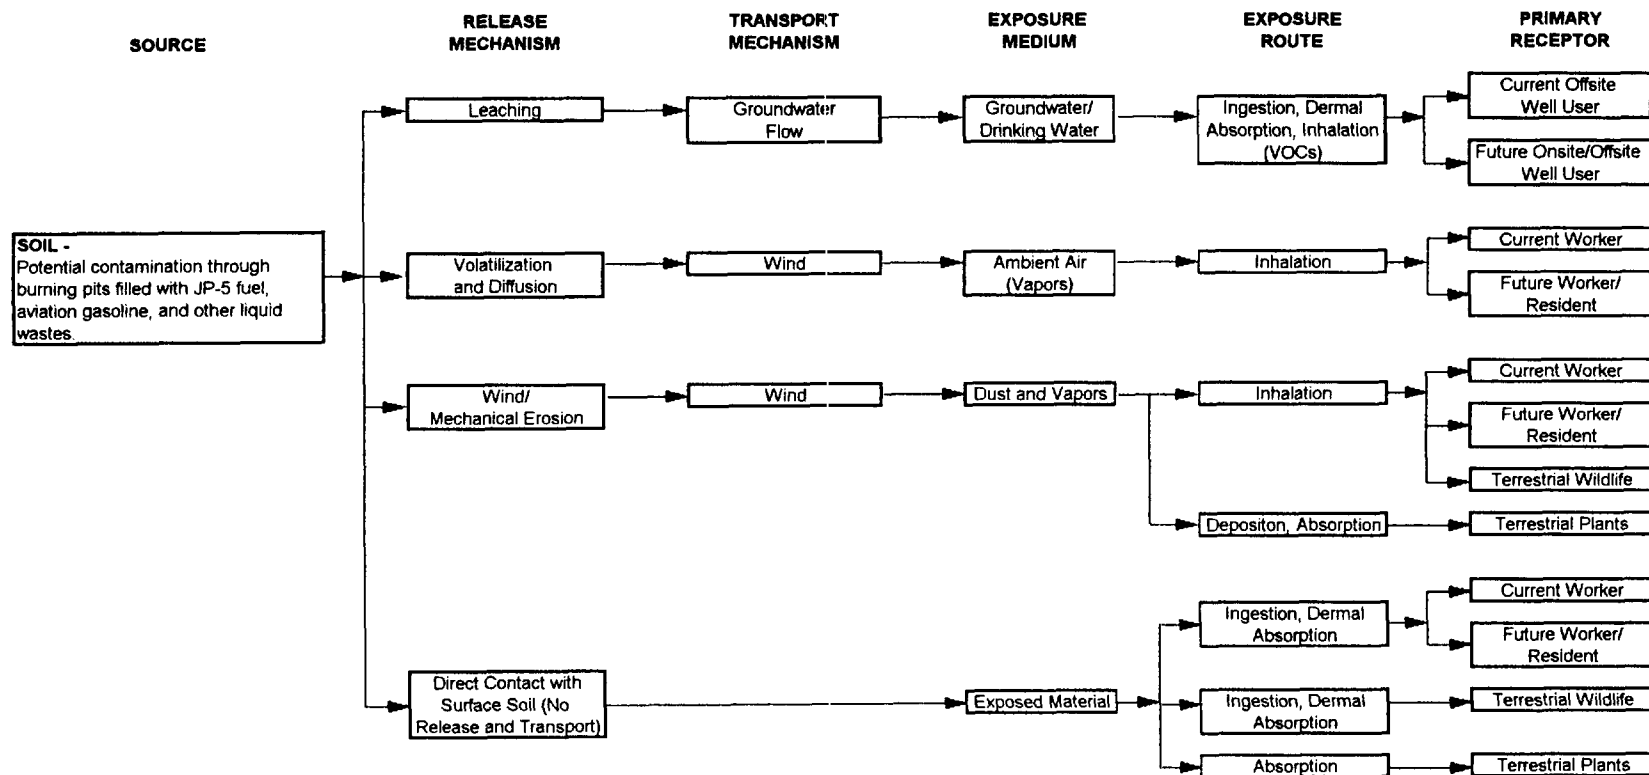 SOURCE
RELEASE
MECHANISM
TRANSPORT
MECHANISM
EXPOSURE
MEDIUM
EXPOSURE
ROUTE
PRIMARY
RECEPTOR
SOIL -
Potential contamination through
burning pits filled with JP-5 fuel,
aviation gasoline, and other liquid
wastes.
Leaching
Groundwater
Flow
Groundwater/
Drinking Water
Ingestion, Dermal
Absorption, Inhalation
(VOCs)
Current Offsite
Well User
Future Onsite/Offsite
Well User
Volatilization
and Diffusion
Wind
Ambient Air
(Vapors)
Inhalation
Current Worker
Future Worker/
Resident
Wind/
Mechanical Erosion
Wind
Dust and Vapors
Inhalation
Current Worker
Future Worker/
Resident
Terrestrial Wildlife
Depositon, Absorption
Terrestrial Plants
Direct Contact with
Surface Soil (No
Release and Transport)
Exposed Material
Ingestion, Dermal
Absorption
Current Worker
Future Worker/
Resident
Ingestion, Dermal
Absorption
Terrestrial Wildlife
Absorption
Terrestrial Plants